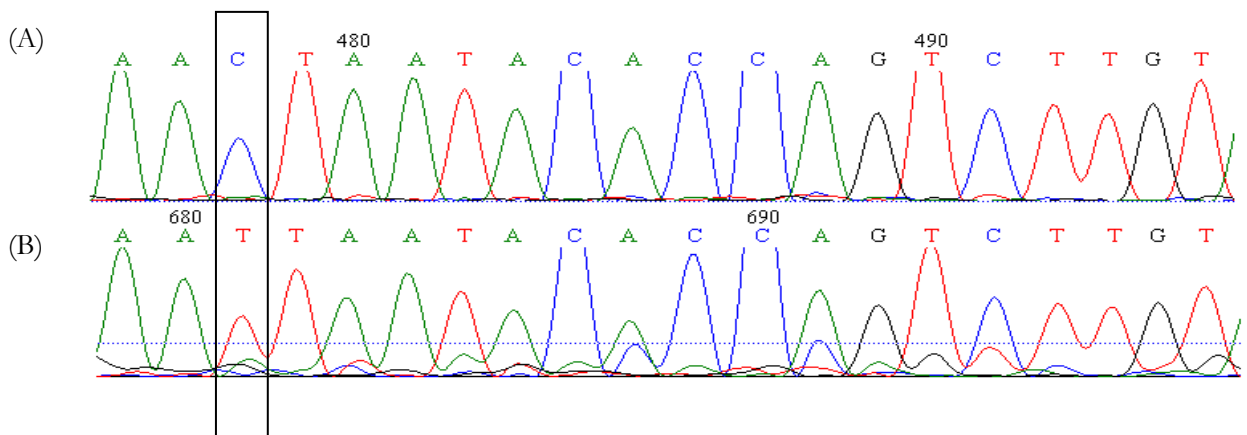 (A)
480 490
A A C T A A T A C A C C A G T C T T G T
680 690
(B)
A A T T A A T A C A C C A G T C T T G T